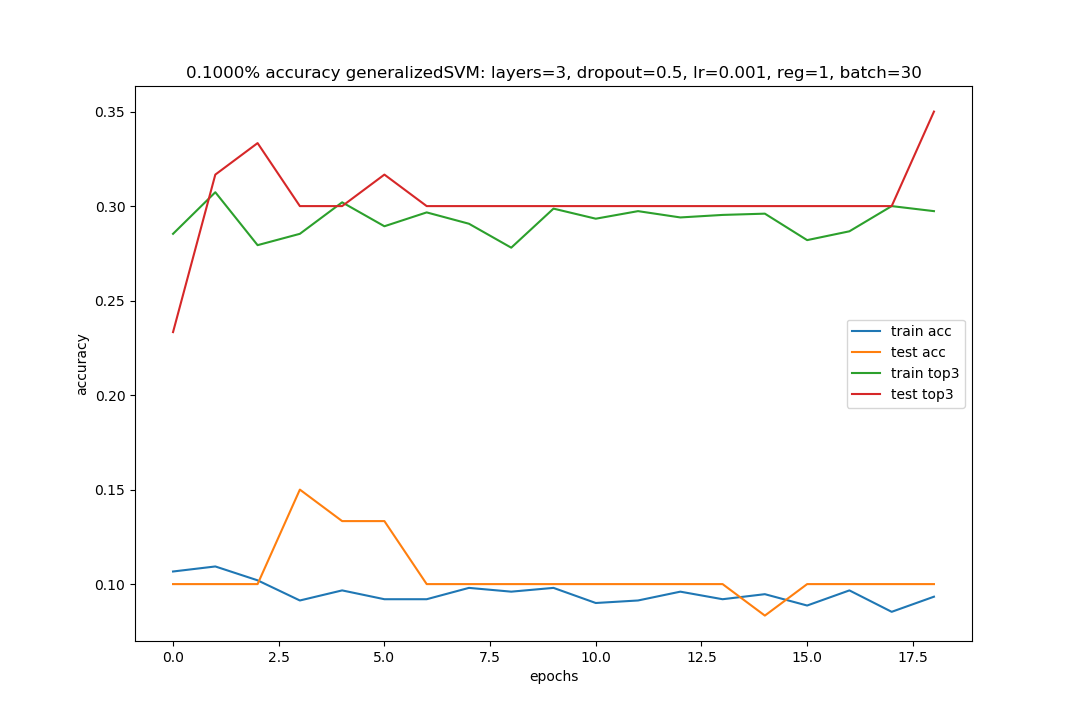 0.1000% accuracy generalizedSVM: layers=3, dropout=0.5, lr=0.001, reg=1, batch=30
0.35
0.30
0.25
0.20
0.15
0.10
accuracy
train acc
test acc
train top3
test top3
0.0 2.5 5.0 7.5 10.0 12.5 15.0 17.5
epochs